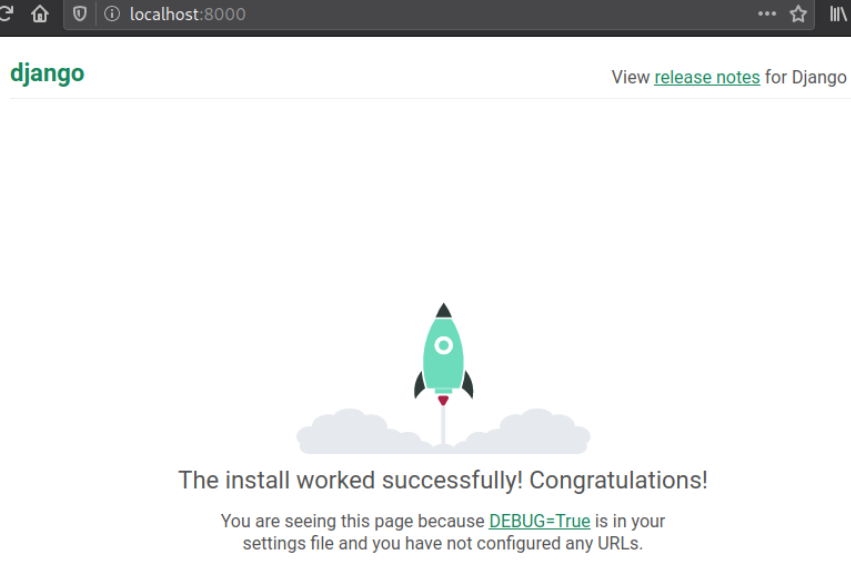 localhost:8000
django
View release notes for Django
The install worked successfully! Congratulations!
You are seeing this page because DEBUG=True is in your
settings file and you have not configured any URLs.